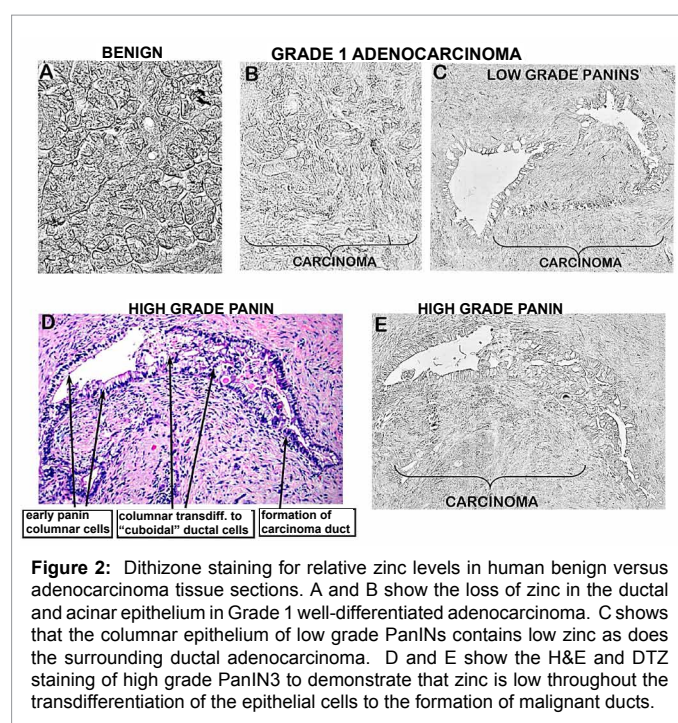 BENIGN
GRADE 1 ADENOCARCINOMA
A
B
C
LOW GRADE PANINS
CARCINOMA
CARCINOMA
HIGH GRADE PANIN
HIGH GRADE PANIN
D
E
early panin
columnar cells
columnar transdiff. to
"cuboidal" ductal cells
formation of
carcinoma duct
CARCINOMA
Figure 2: Dithizone staining for relative zinc levels in human benign versus
adenocarcinoma tissue sections. A and B show the loss of zinc in the ductal
and acinar epithelium in Grade 1 well-differentiated adenocarcinoma. C shows
that the columnar epithelium of low grade PanINs contains low zinc as does
the surrounding ductal adenocarcinoma. D and E show the H&E and DTZ
staining of high grade PanIN3 to demonstrate that zinc is low throughout the
transdifferentiation of the epithelial cells to the formation of malignant ducts.